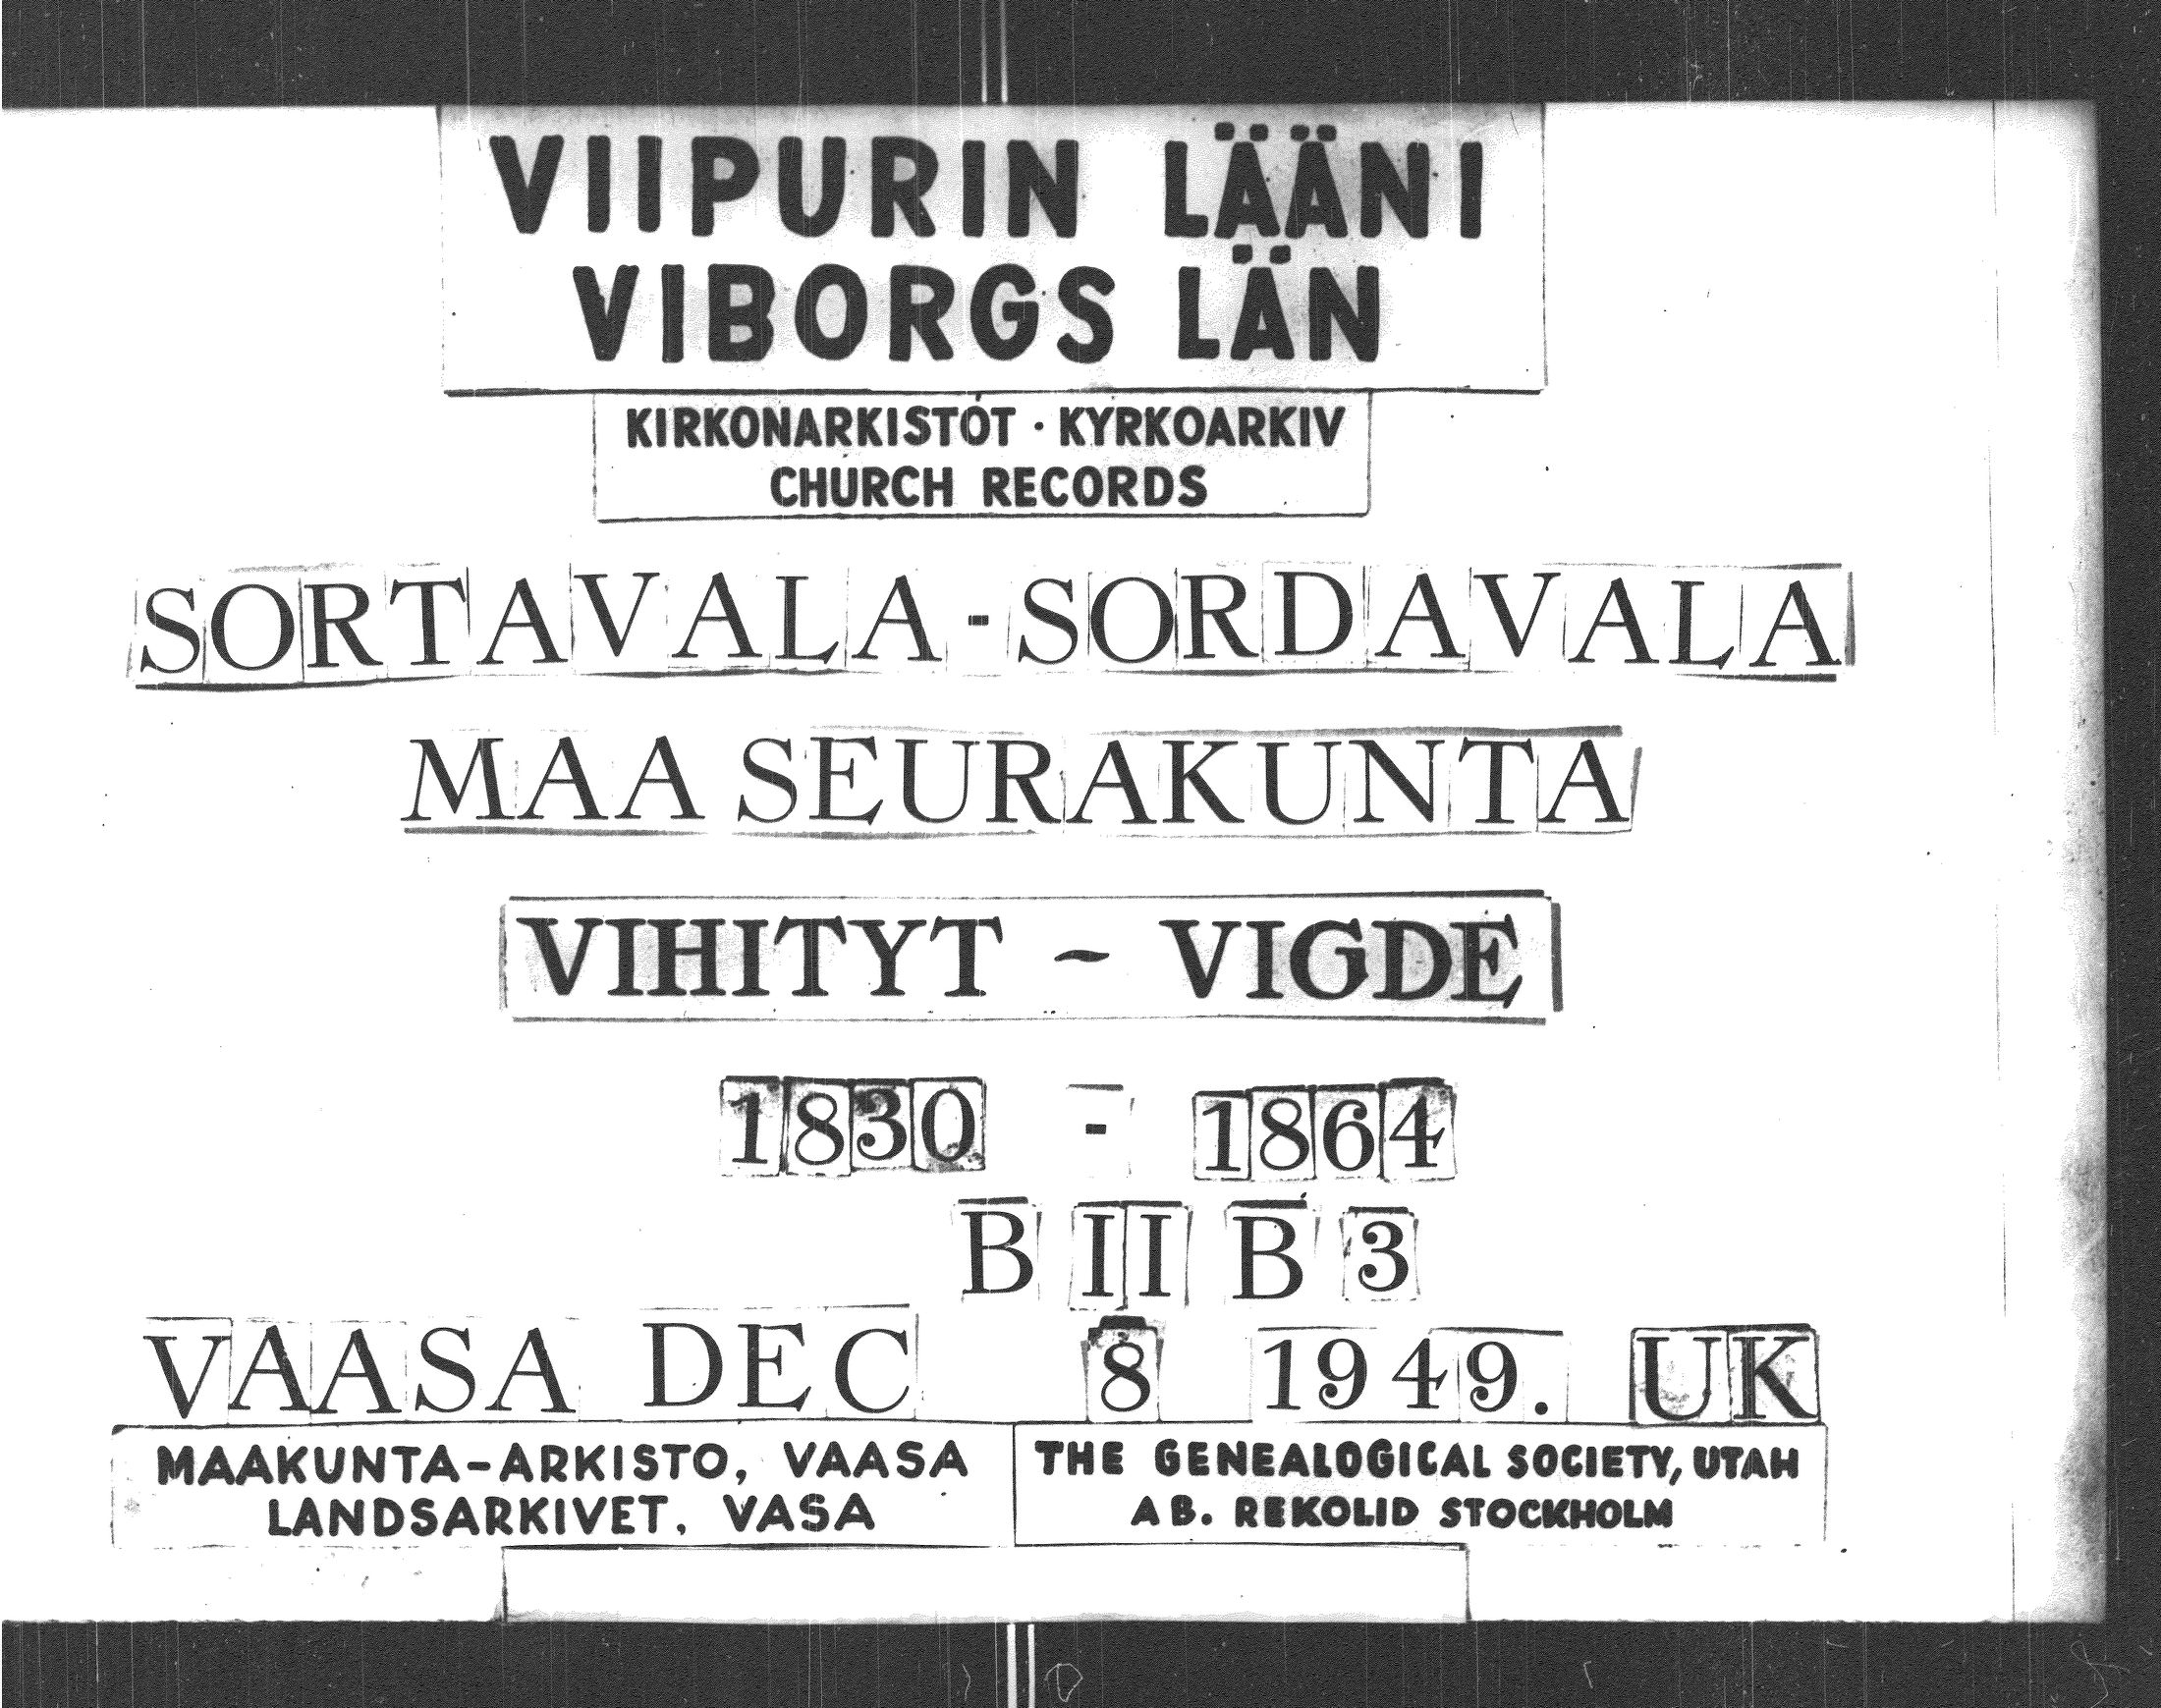 VIIPURIN LÄÄNI
VIBORGS LÄN
KIRKONARKISTOT · KYRKOARKIV
CHURCH RECORDS
SORTAVALA - SORDAVALA
MAA SEURAKUNTA
VIHITYT ~ VIGDE
1830 - 1864
B II B 3
VAASA DEC 8 1949. UK
MAAKUNTA-ARKISTO, VAASA
LANDSARKIVET, VASA
THE GENEALOGICAL SOCIETY, UTAH
AB. REKOLID STOCKHOLM